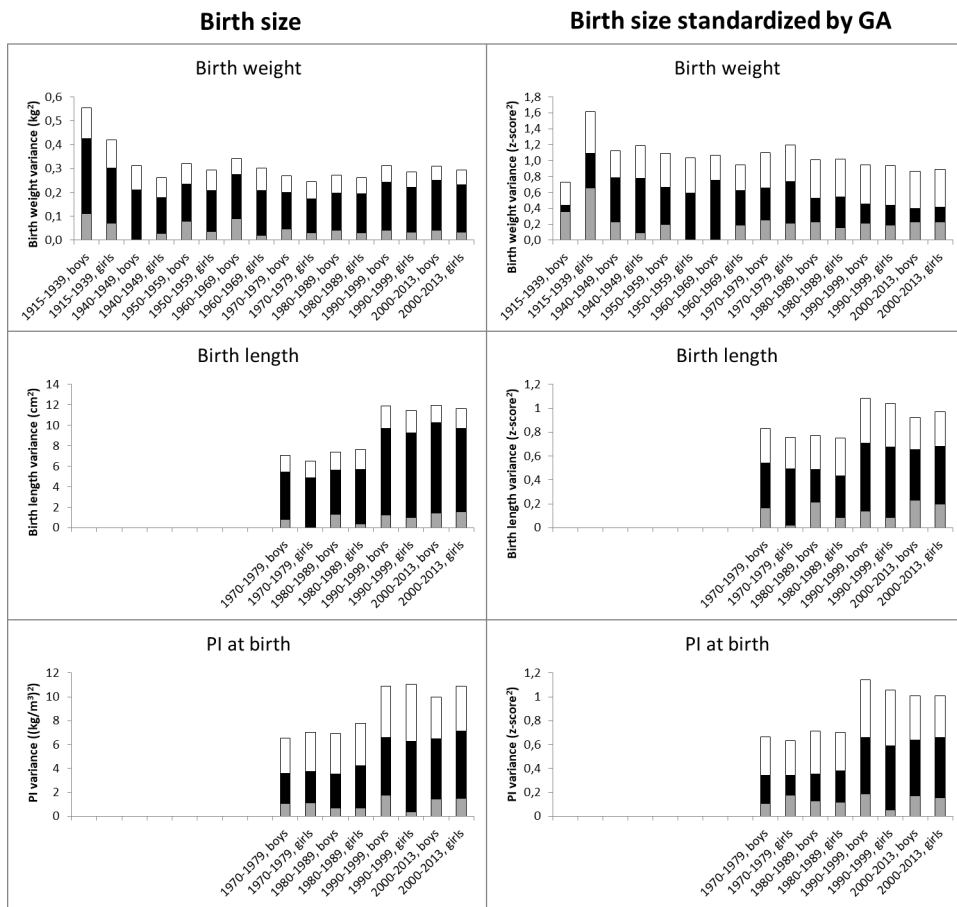 Birth size
Birth size standardized by GA
Birth weight
Birth weight variance (kg²)
0,6
0,5
0,4
0,3
0,2
0,1
0,0
1915-1939, boys
1915-1939, girls
1940-1949, boys
1940-1949, girls
1950-1959, boys
1950-1959, girls
1960-1969, boys
1960-1969, girls
1970-1979, boys
1970-1979, girls
1980-1989, boys
1980-1989, girls
1990-1999, boys
1990-1999, girls
2000-2013, boys
2000-2013, girls
Birth weight
Birth weight variance (z-score²)
1,8
1,6
1,4
1,2
1,0
0,8
0,6
0,4
0,2
0,0
1915-1939, boys
1915-1939, girls
1940-1949, boys
1940-1949, girls
1950-1959, boys
1950-1959, girls
1960-1969, boys
1960-1969, girls
1970-1979, boys
1970-1979, girls
1980-1989, boys
1980-1989, girls
1990-1999, boys
1990-1999, girls
2000-2013, boys
2000-2013, girls
Birth length
Birth length variance (cm²)
14
12
10
8
6
4
2
0
1970-1979, boys
1970-1979, girls
1980-1989, boys
1980-1989, girls
1990-1999, boys
1990-1999, girls
2000-2013, boys
2000-2013, girls
Birth length
Birth length variance (z-score²)
1,2
1
0,8
0,6
0,4
0,2
0
1970-1979, boys
1970-1979, girls
1980-1989, boys
1980-1989, girls
1990-1999, boys
1990-1999, girls
2000-2013, boys
2000-2013, girls
PI at birth
PI variance ((kg/m³)²)
12
10
8
6
4
2
0
1970-1979, boys
1970-1979, girls
1980-1989, boys
1980-1989, girls
1990-1999, boys
1990-1999, girls
2000-2013, boys
2000-2013, girls
PI at birth
PI variance (z-score²)
1,2
1
0,8
0,6
0,4
0,2
0
1970-1979, boys
1970-1979, girls
1980-1989, boys
1980-1989, girls
1990-1999, boys
1990-1999, girls
2000-2013, boys
2000-2013, girls